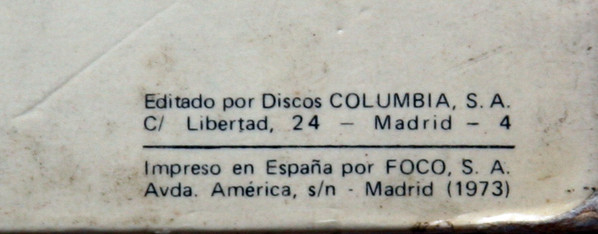 Editado por Discos COLUMBIA, S. A.
C/ Libertad, 24 - Madrid - 4
Impreso en España por FOCO, S. A.
Avda. América, s/n - Madrid (1973)